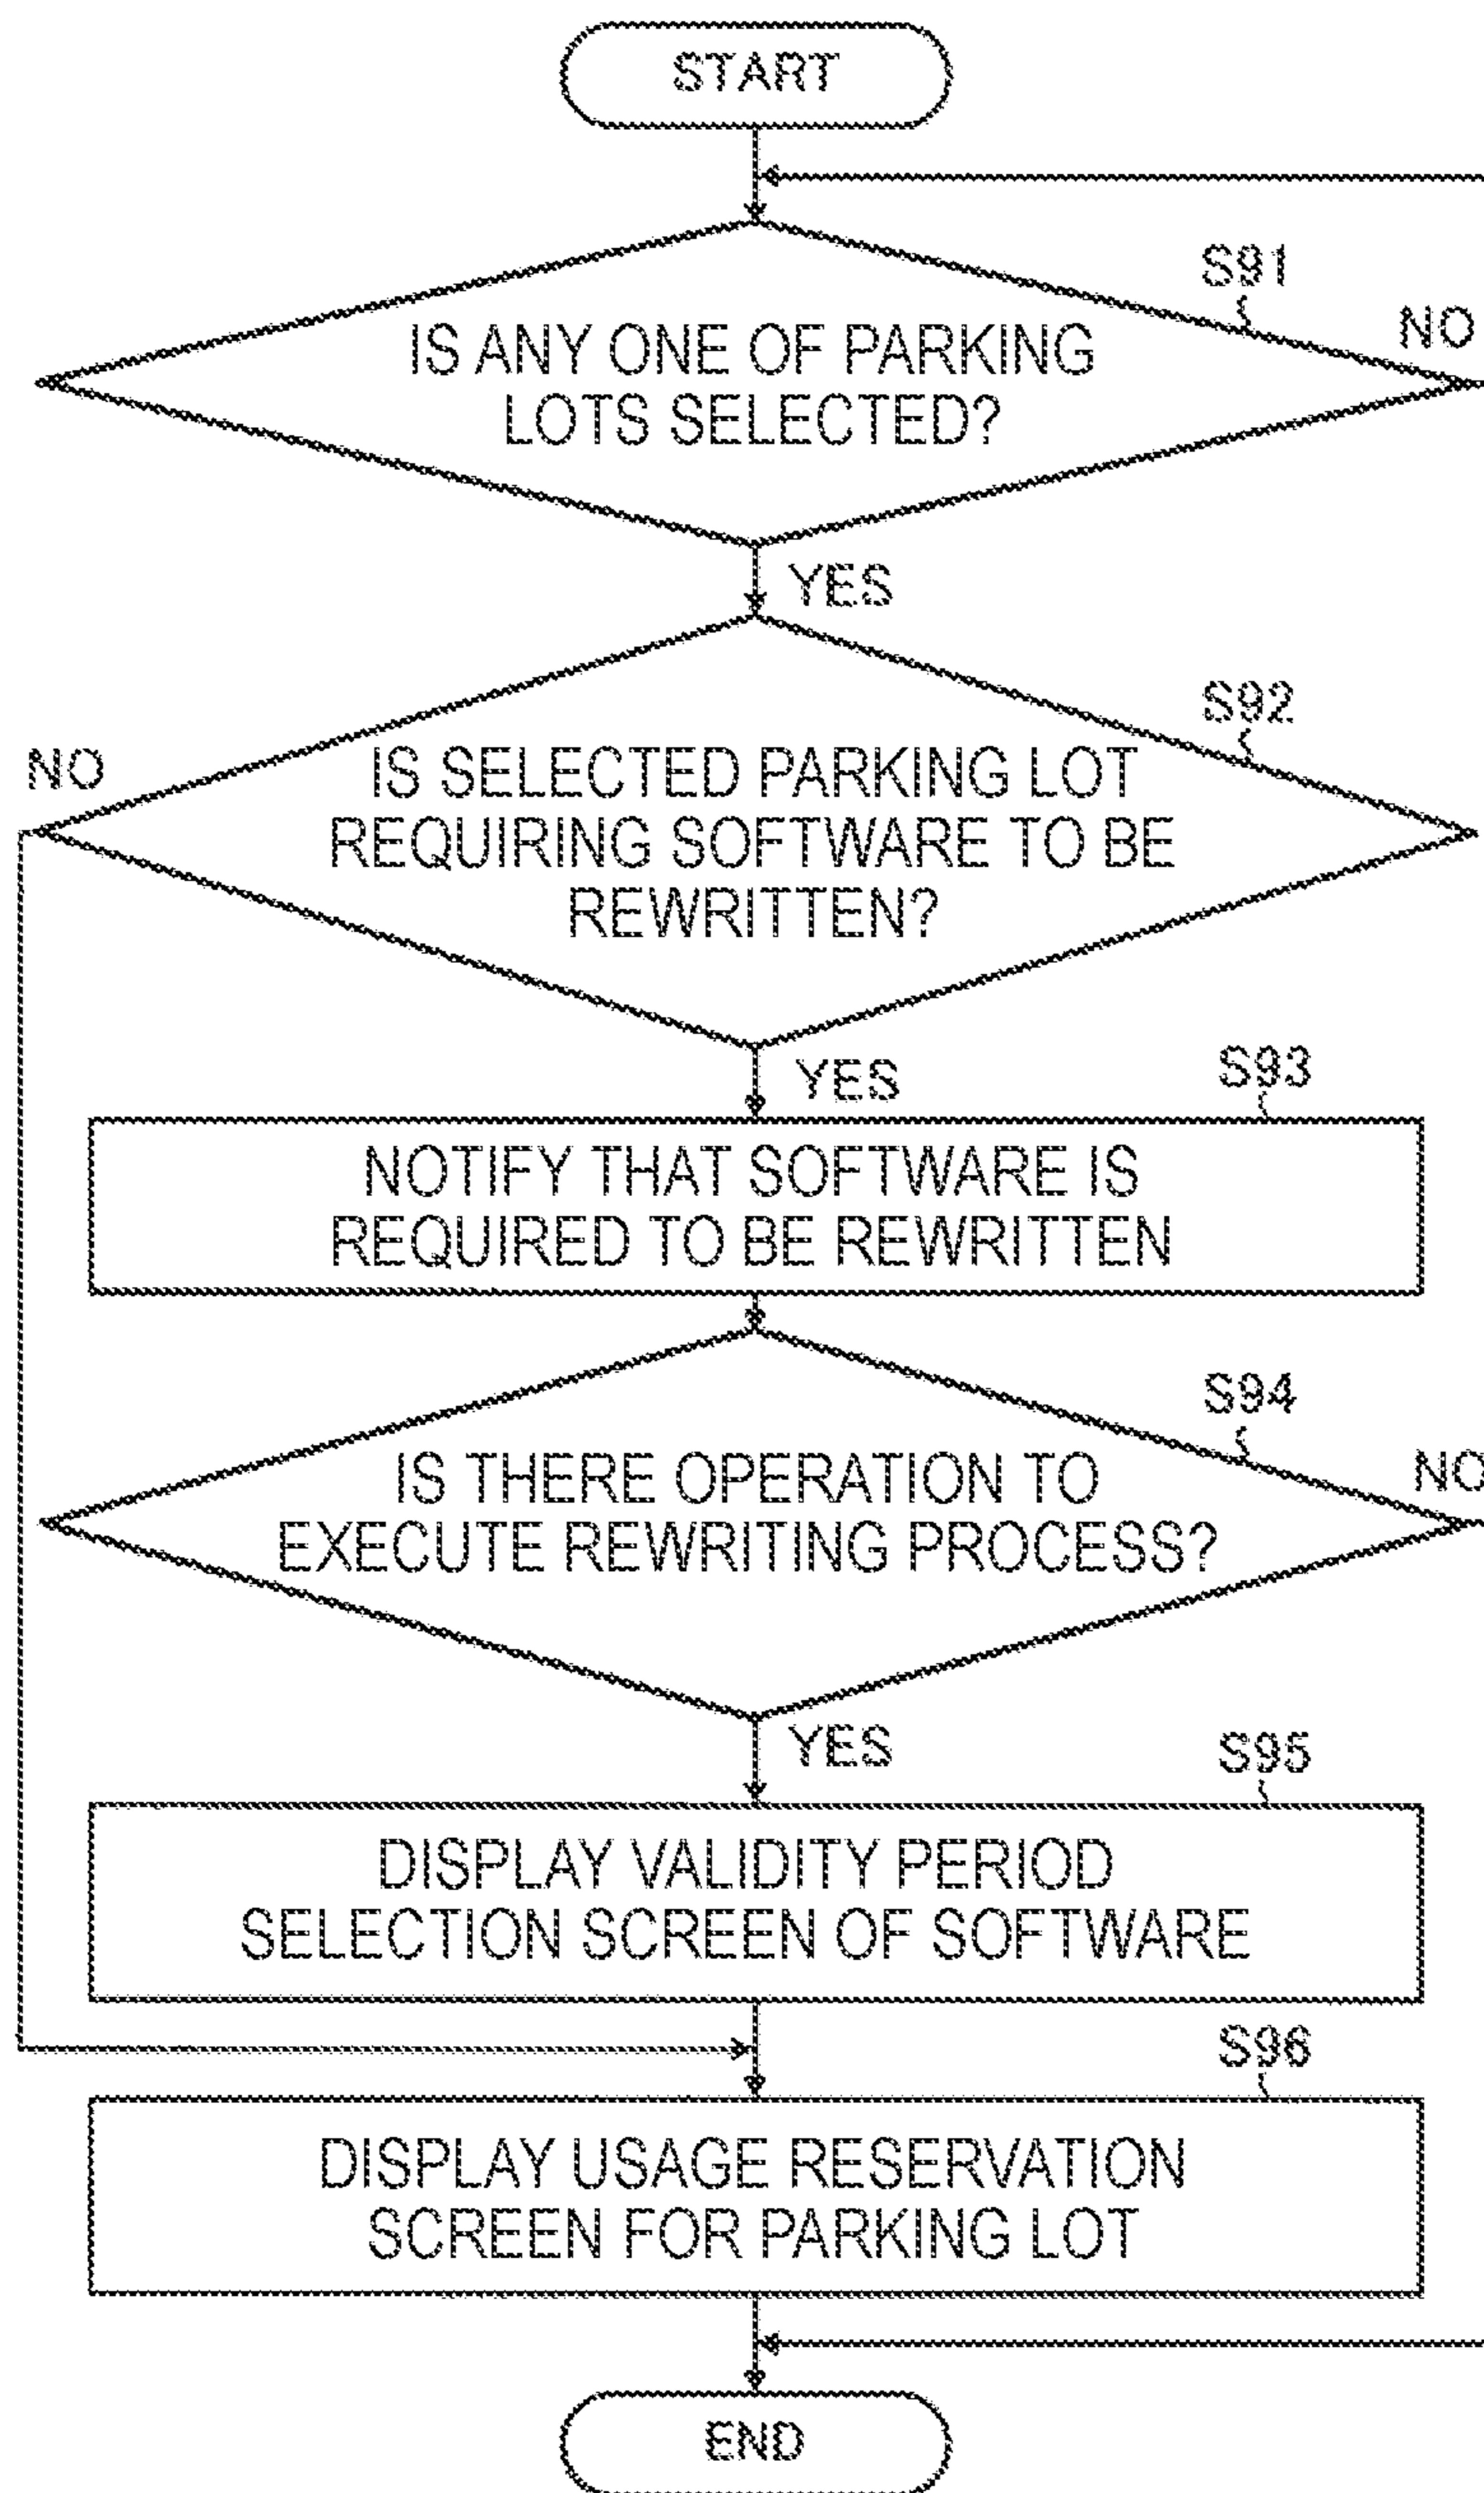 START
S91
NO
IS ANY ONE OF PARKING
LOTS SELECTED?
YES
S92
NO
IS SELECTED PARKING LOT
REQUIRING SOFTWARE TO BE
REWRITTEN?
YES
S93
NOTIFY THAT SOFTWARE IS
REQUIRED TO BE REWRITTEN
S94
NO
IS THERE OPERATION TO
EXECUTE REWRITING PROCESS?
YES
S95
DISPLAY VALIDITY PERIOD
SELECTION SCREEN OF SOFTWARE
S96
DISPLAY USAGE RESERVATION
SCREEN FOR PARKING LOT
END